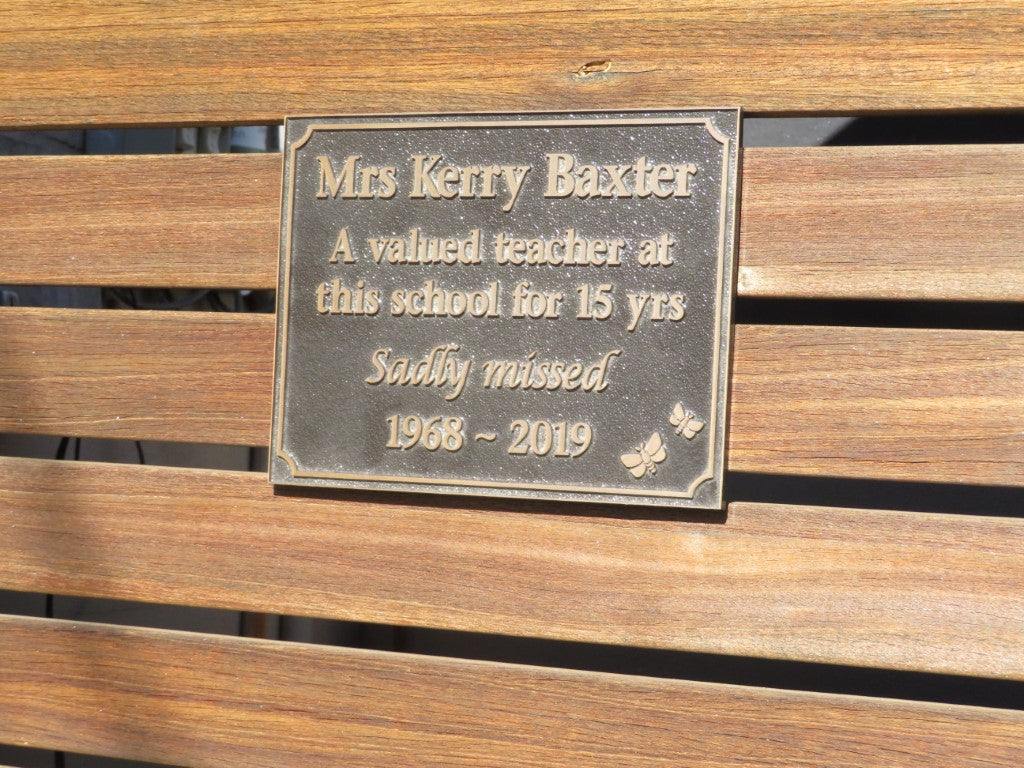 Mrs Kerry Baxter
A valued teacher at
this school for 15 yrs
Sadly missed
1968 ~ 2019